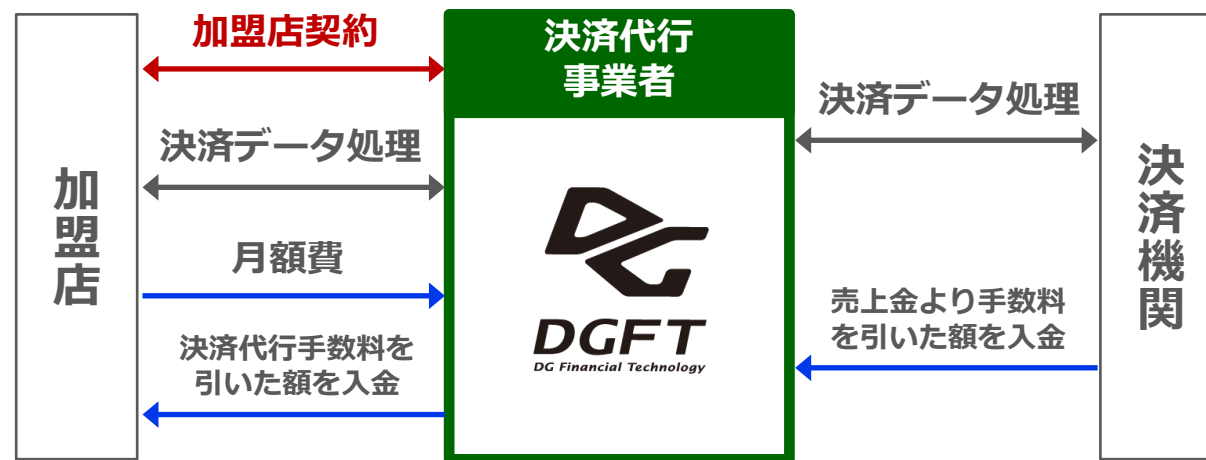 加盟店
加盟店契約
決済データ処理
月額費
決済代行手数料を
引いた額を入金
決済代行
事業者
DGFT
DG Financial Technology
決済データ処理
売上金より手数料
を引いた額を入金
決済機関